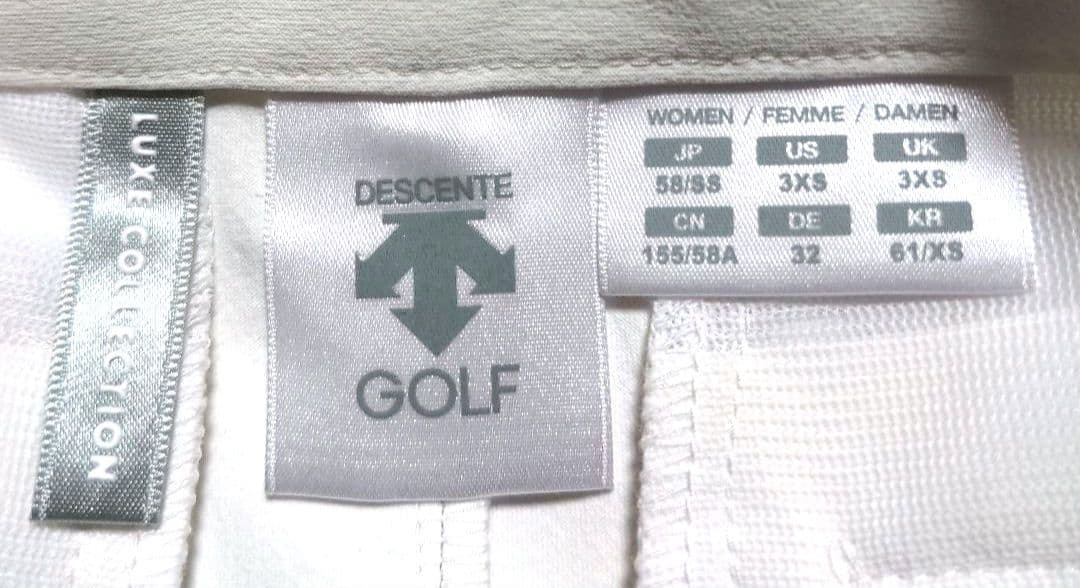 LUXE COLLECTION
DESCENTE
GOLF
WOMEN / FEMME / DAMEN
JP US UK
58/SS 3XS 3XS
CN DE KR
155/58A 32 61/XS